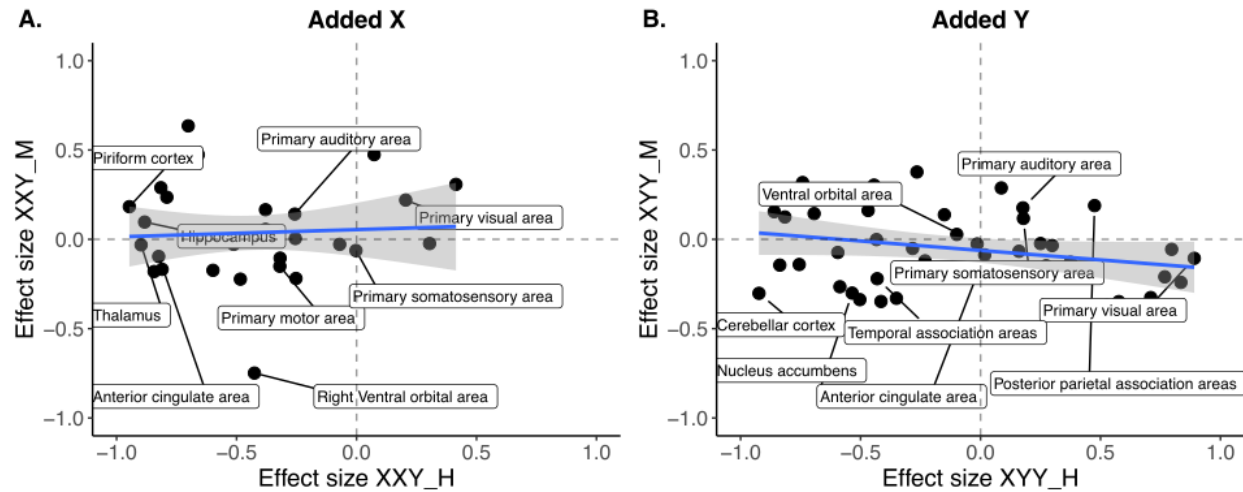 A.
Added X
Effect size XXY_M
1.0
0.5
0.0
−0.5
−1.0
Primary auditory area
Piriform cortex
Primary visual area
Hippocampus
Primary somatosensory area
Thalamus
Primary motor area
Anterior cingulate area
Right Ventral orbital area
−1.0
−0.5
0.0
0.5
1.0
Effect size XXY_H
B.
Added Y
Effect size XYY_M
1.0
0.5
0.0
−0.5
−1.0
Primary auditory area
Ventral orbital area
Primary somatosensory area
Primary visual area
Cerebellar cortex
Temporal association areas
Nucleus accumbens
Posterior parietal association areas
Anterior cingulate area
−1.0
−0.5
0.0
0.5
1.0
Effect size XYY_H